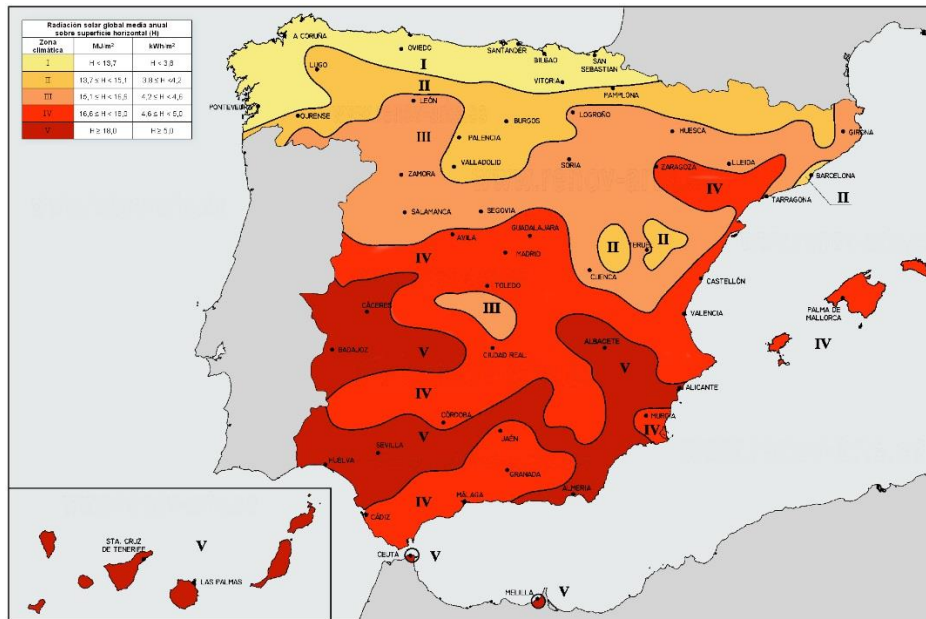 Radiación solar global media anual
sobre superficie horizontal (H)
Zona climática MJ/m² kWh/m²
I H < 13,7 H < 3,8
II 13,7 ≤ H < 15,1 3,8 ≤ H < 4,2
III 15,1 ≤ H < 16,6 4,2 ≤ H < 4,6
IV 16,6 ≤ H < 18,0 4,6 ≤ H < 5,0
V H ≥ 18,0 H ≥ 5,0
A CORUÑA
OVIEDO
SANTANDER
BILBAO
SAN
SEBASTIAN
I
LUGO
II
VITORIA
PAMPLONA
PONTEVEDRA
OURENSE
LEÓN
BURGOS
LOGROÑO
HUESCA
GIRONA
III
PALENCIA
VALLADOLID
ZAMORA
SORIA
ZARAGOZA
LLEIDA
BARCELONA
IV
TARRAGONA
II
SALAMANCA
SEGOVIA
GUADALAJARA
AVILA
IV
MADRID
II
TERUEL
II
CUENCA
CASTELLÓN
TOLEDO
CÁCERES
III
VALENCIA
PALMA DE
MALLORCA
IV
BADAJOZ
V
CIUDAD REAL
ALBACETE
V
ALICANTE
IV
CÓRDOBA
MURCIA
IV
V
SEVILLA
JAÉN
HUELVA
GRANADA
IV
MÁLAGA
ALMERIA
CÁDIZ
STA. CRUZ
DE TENERIFE
V
LAS PALMAS
CEUTA
V
MELILLA
V